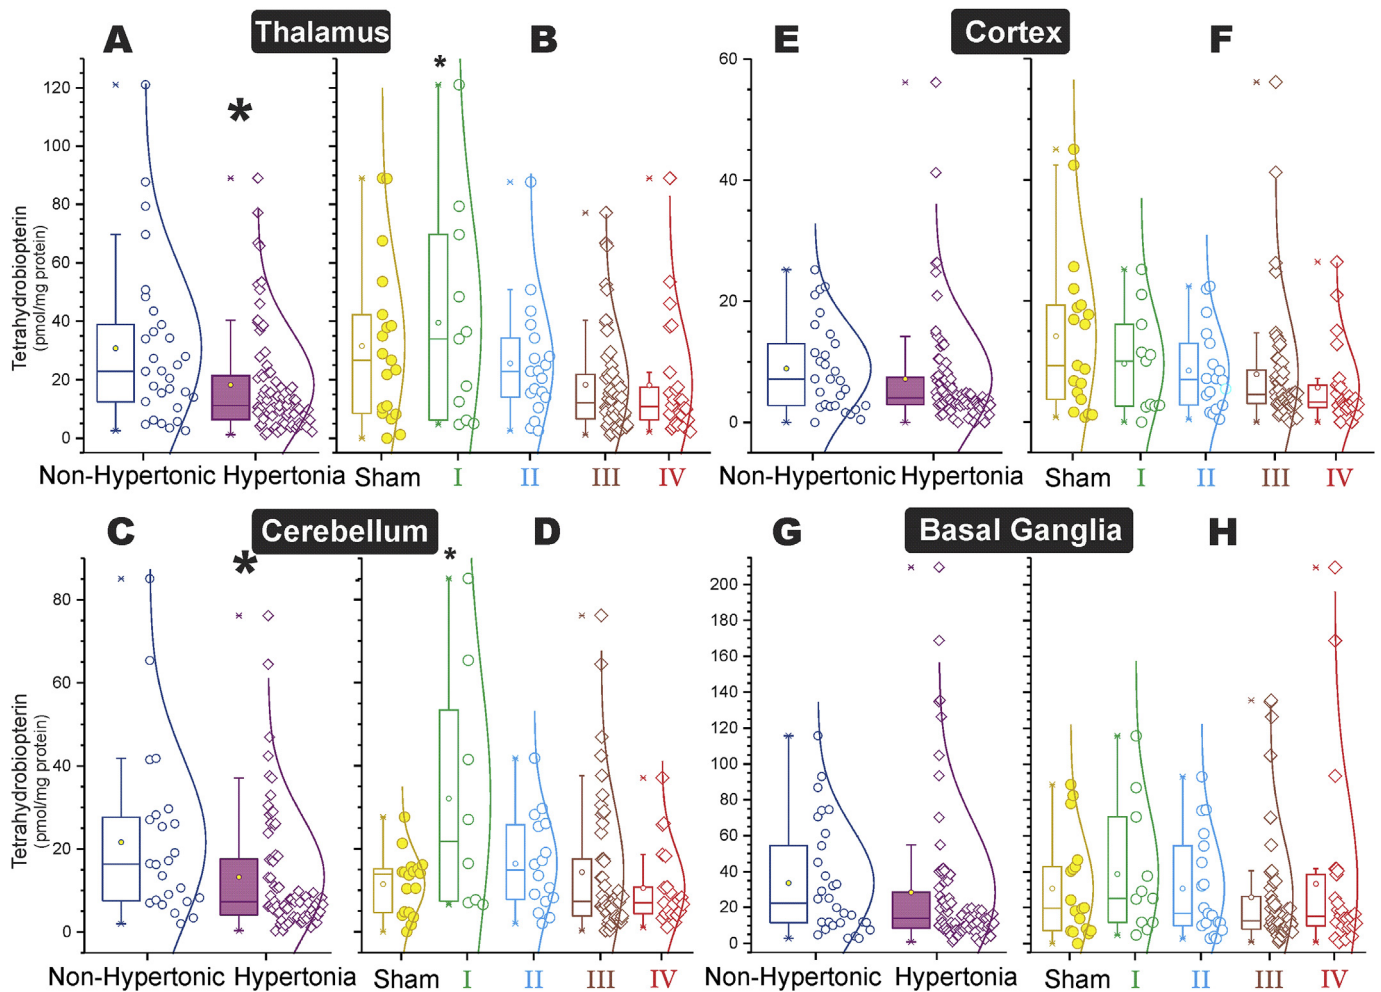 A
Thalamus
B
E
Cortex
F
Tetrahydrobiopterin
(pmol/mg protein)
120
100
80
60
40
20
0
*
*
60
40
20
0
Non-Hypertonic
Hypertonia
Sham
I
II
III
IV
Non-Hypertonic
Hypertonia
Sham
I
II
III
IV
C
Cerebellum
D
G
Basal Ganglia
H
Tetrahydrobiopterin
(pmol/mg protein)
80
60
40
20
0
*
*
200
180
160
140
120
100
80
60
40
20
0
Non-Hypertonic
Hypertonia
Sham
I
II
III
IV
Non-Hypertonic
Hypertonia
Sham
I
II
III
IV